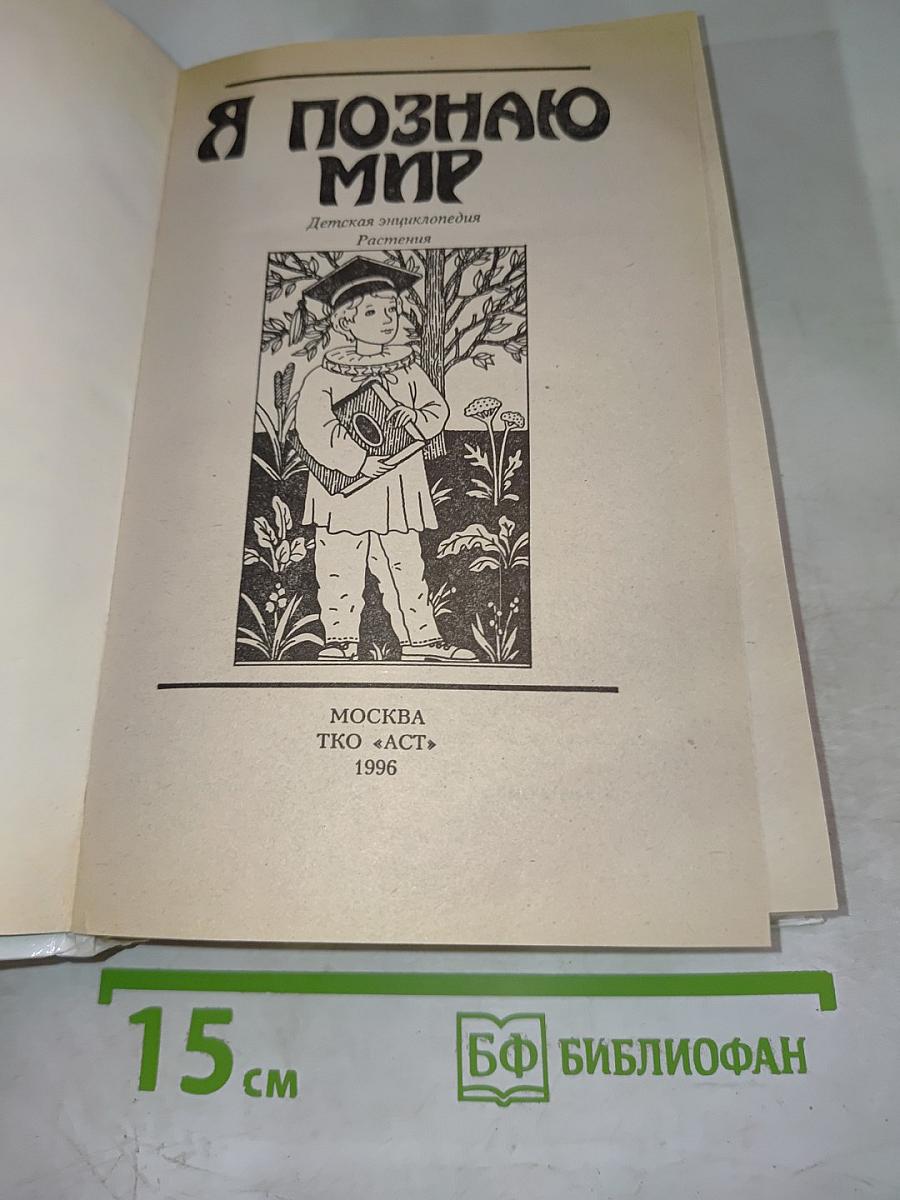 Я ПОЗНАЮ
МИР
Детская энциклопедия
Растения
МОСКВА
ТКО «АСТ»
1996
15 см
БФ БИБЛИОФАН